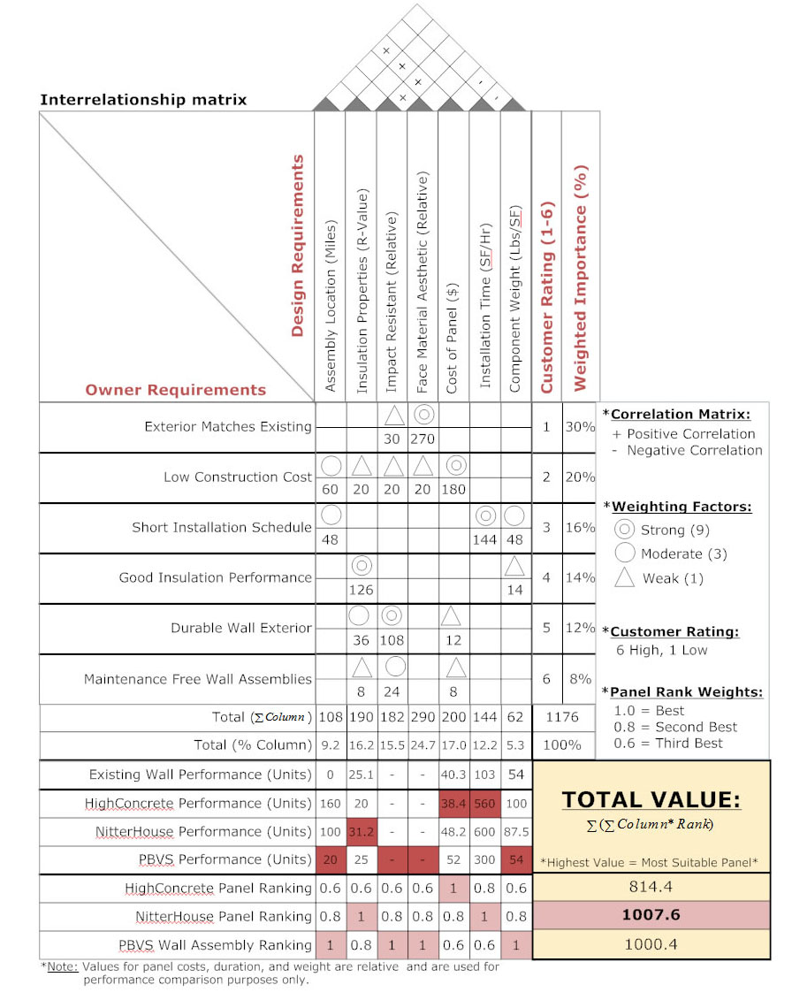 Interrelationship matrix
Design Requirements
Assembly Location (Miles)
Insulation Properties (R-Value)
Impact Resistant (Relative)
Face Material Aesthetic (Relative)
Cost of Panel ($)
Installation Time (SF/Hr)
Component Weight (Lbs/SF)
Customer Rating (1-6)
Weighted Importance (%)
Owner Requirements
Exterior Matches Existing 30 270 1 30%
Low Construction Cost 60 20 20 20 180 2 20%
Short Installation Schedule 48 144 48 3 16%
Good Insulation Performance 126 14 4 14%
Durable Wall Exterior 36 108 12 5 12%
Maintenance Free Wall Assemblies 8 24 8 6 8%
*Correlation Matrix:
+ Positive Correlation
- Negative Correlation
*Weighting Factors:
Strong (9)
Moderate (3)
Weak (1)
*Customer Rating:
6 High, 1 Low
*Panel Rank Weights:
1.0 = Best
0.8 = Second Best
0.6 = Third Best
Total (∑Column) 108 190 182 290 200 144 62 1176
Total (% Column) 9.2 16.2 15.5 24.7 17.0 12.2 5.3 100%
Existing Wall Performance (Units) 0 25.1 - - 40.3 103 54
HighConcrete Performance (Units) 160 20 - - 38.4 560 100
NitterHouse Performance (Units) 100 31.2 - - 48.2 600 87.5
PBVS Performance (Units) 20 25 - - 52 300 54
TOTAL VALUE:
∑(∑Column*Rank)
*Highest Value = Most Suitable Panel*
HighConcrete Panel Ranking 0.6 0.6 0.6 0.6 1 0.8 0.6 814.4
NitterHouse Panel Ranking 0.8 1 0.8 0.8 0.8 1 0.8 1007.6
PBVS Wall Assembly Ranking 1 0.8 1 1 0.6 0.6 1 1000.4
*Note: Values for panel costs, duration, and weight are relative and are used for
performance comparison purposes only.